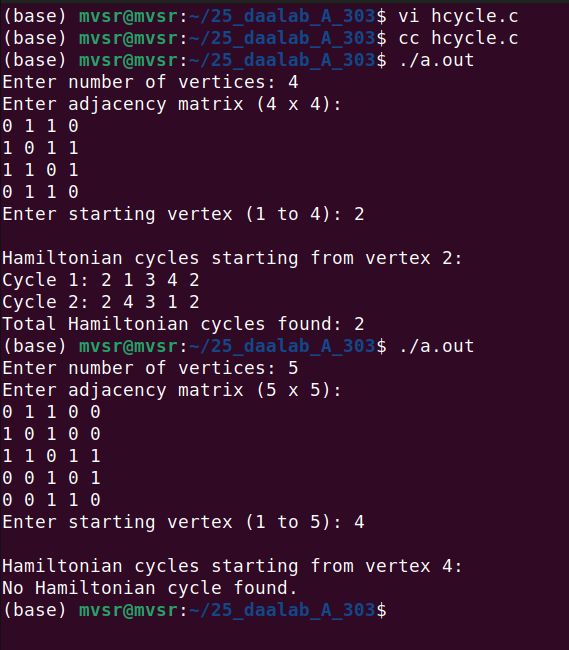 (base) mvsr@mvsr:~/25_daalab_A_303$ vi hcycle.c
(base) mvsr@mvsr:~/25_daalab_A_303$ cc hcycle.c
(base) mvsr@mvsr:~/25_daalab_A_303$ ./a.out
Enter number of vertices: 4
Enter adjacency matrix (4 x 4):
0 1 1 0
1 0 1 1
1 1 0 1
0 1 1 0
Enter starting vertex (1 to 4): 2

Hamiltonian cycles starting from vertex 2:
Cycle 1: 2 1 3 4 2
Cycle 2: 2 4 3 1 2
Total Hamiltonian cycles found: 2
(base) mvsr@mvsr:~/25_daalab_A_303$ ./a.out
Enter number of vertices: 5
Enter adjacency matrix (5 x 5):
0 1 1 0 0
1 0 1 0 0
1 1 0 1 1
0 0 1 0 1
0 0 1 1 0
Enter starting vertex (1 to 5): 4

Hamiltonian cycles starting from vertex 4:
No Hamiltonian cycle found.
(base) mvsr@mvsr:~/25_daalab_A_303$